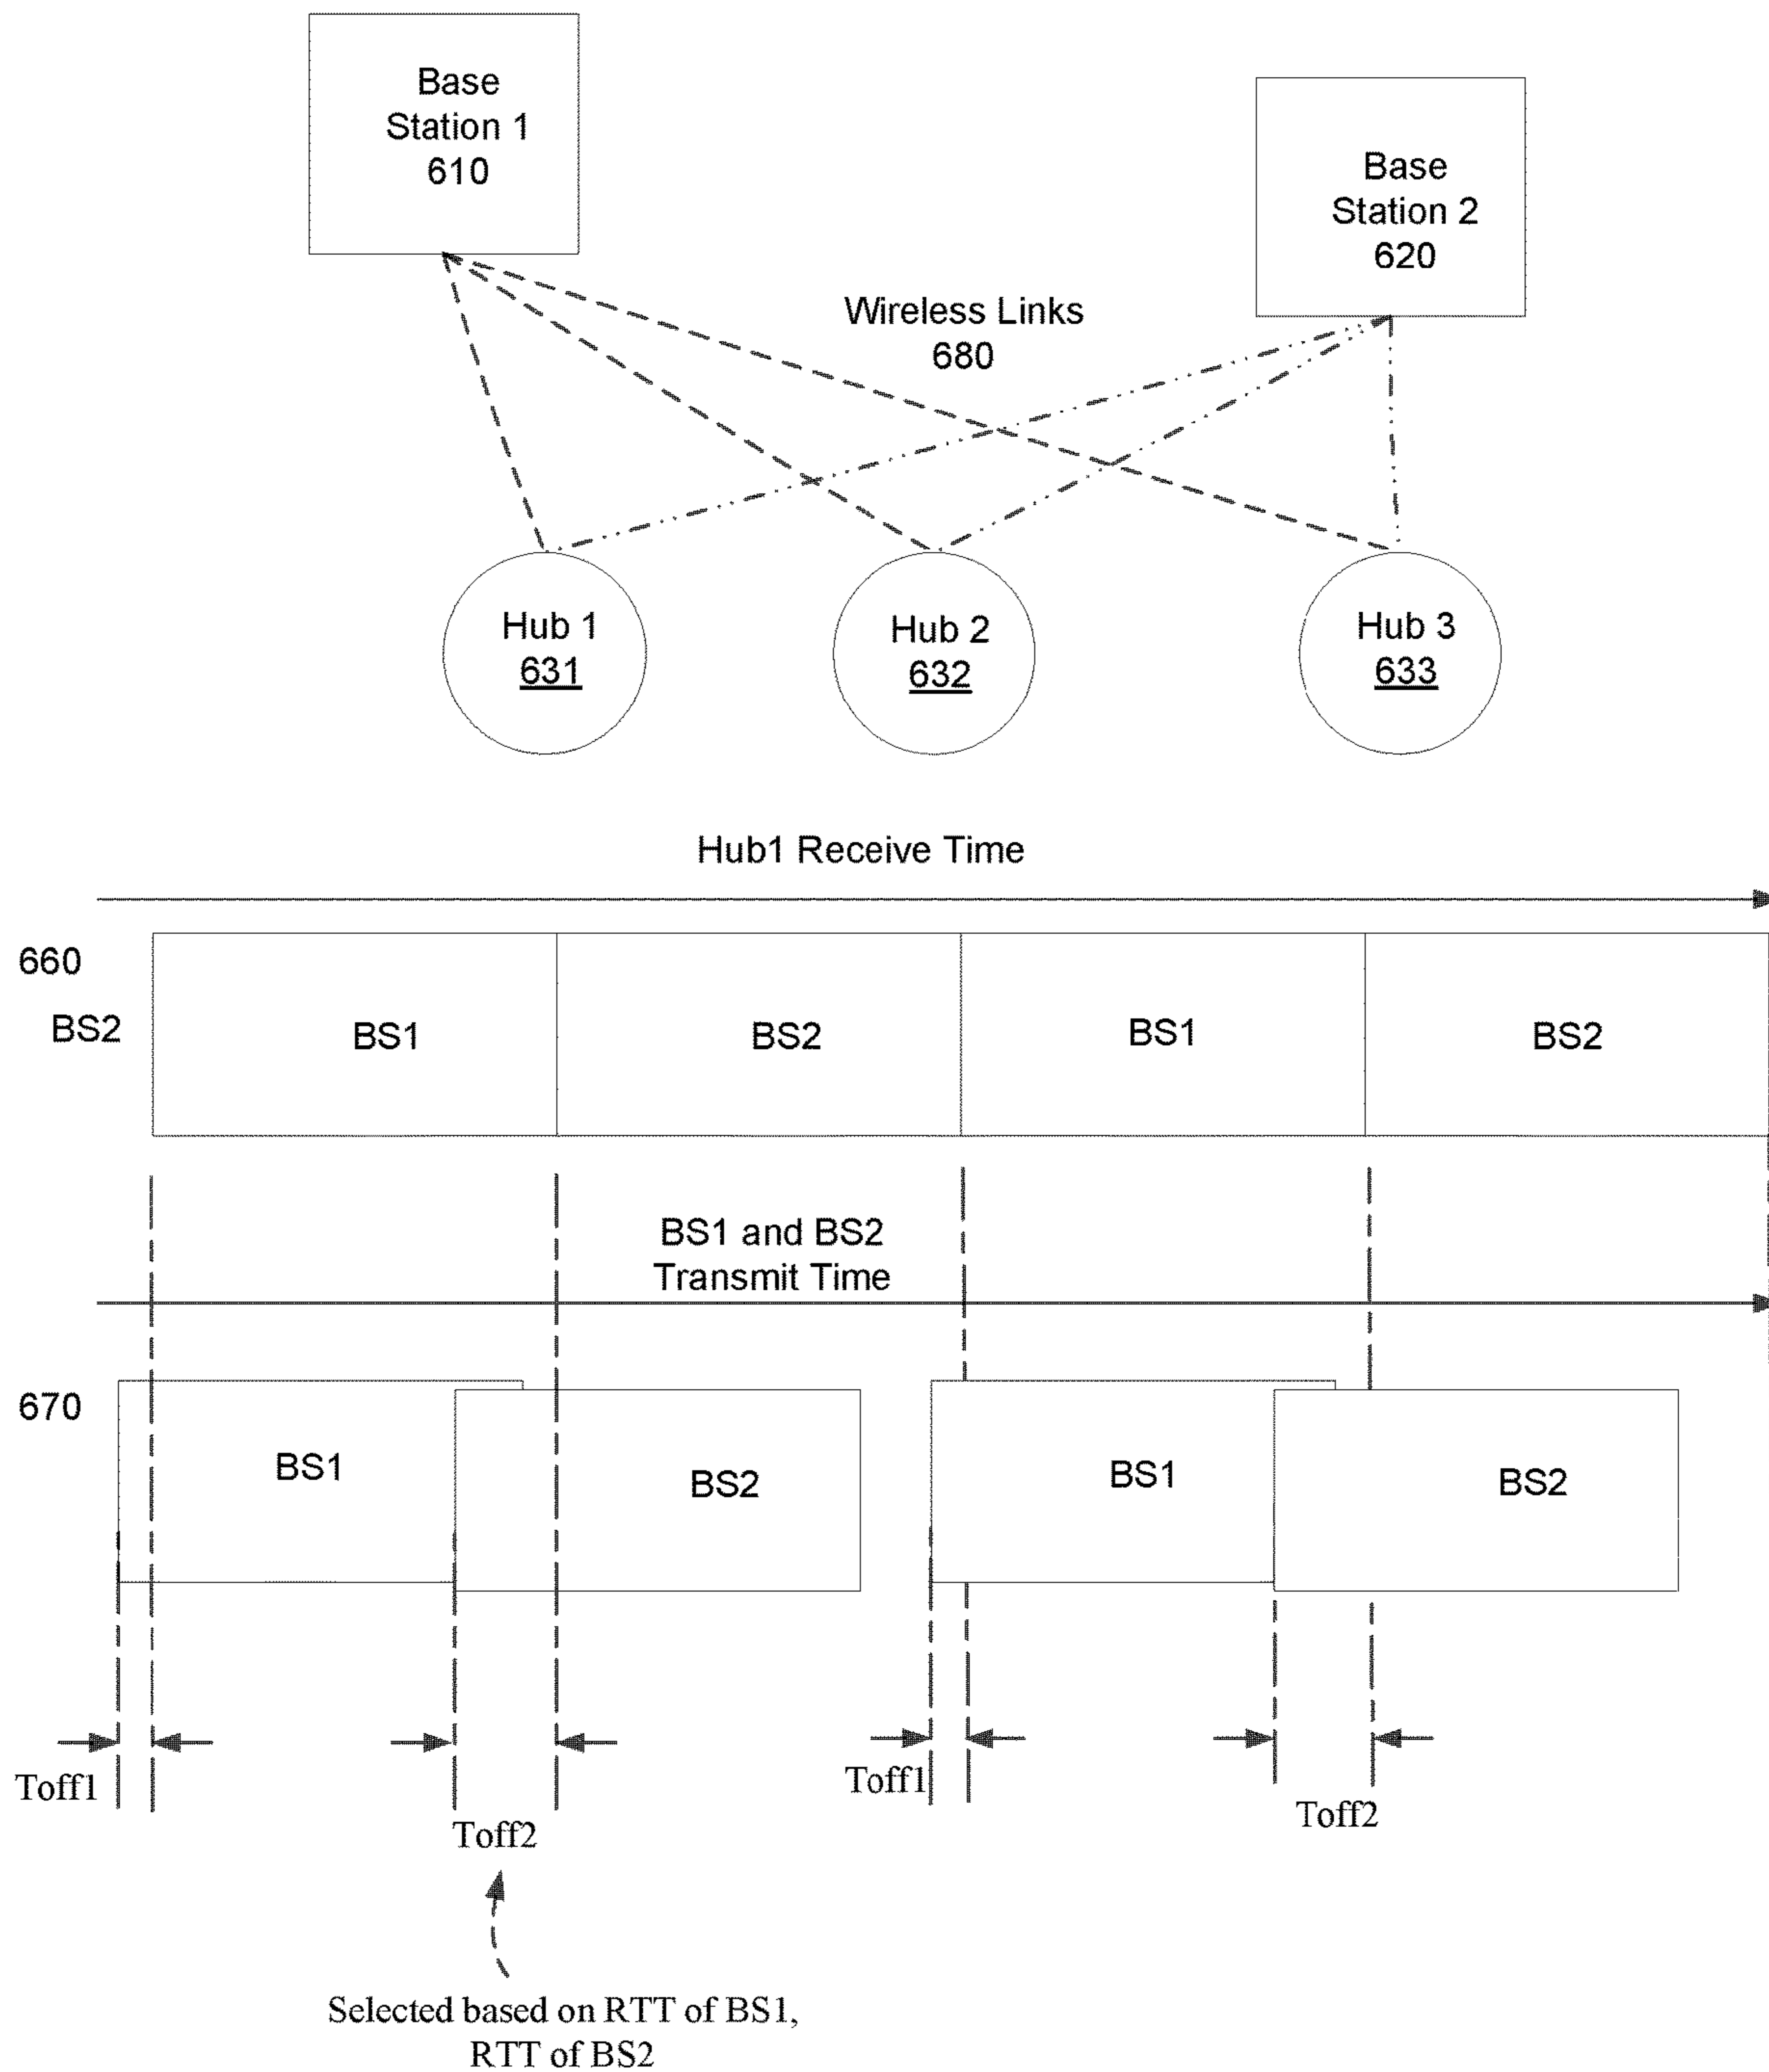 Base
Station 1
610
Base
Station 2
620
Wireless Links
680
Hub 1
631
Hub 2
632
Hub 3
633
Hub1 Receive Time
660
BS2
BS1
BS2
BS1
BS2
BS1 and BS2
Transmit Time
670
BS1
BS2
BS1
BS2
Toff1
Toff2
Toff1
Toff2
Selected based on RTT of BS1,
RTT of BS2